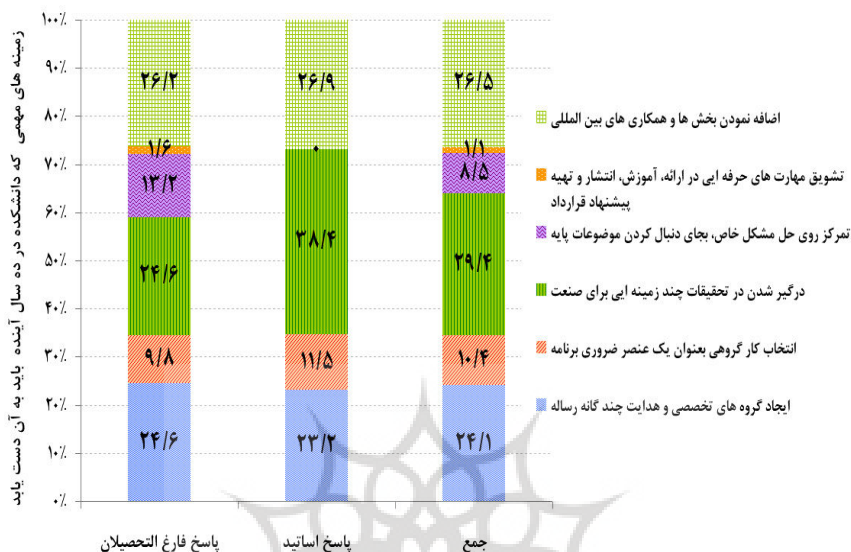 زمینه های مهمی که دانشکده در ده سال آینده باید به آن دست یابد
۱۰۰٪
۹۰٪
۸۰٪
۷۰٪
۶۰٪
۵۰٪
۴۰٪
۳۰٪
۲۰٪
۱۰٪
۰٪
۲۶/۲
۱/۶
۱۳/۲
۲۴/۶
۹/۸
۲۴/۶
۲۶/۹
۰
۳۸/۴
۱۱/۵
۲۳/۲
۲۶/۵
۱/۱
۸/۵
۲۹/۴
۱۰/۴
۲۴/۱
پاسخ فارغ التحصیلان
پاسخ اساتید
جمع
اضافه نمودن بخش ها و همکاری های بین المللی
تشویق مهارت های حرفه ایی در ارائه، آموزش، انتشار و تهیه
پیشنهاد قرارداد
تمرکز روی حل مشکل خاص، بجای دنبال کردن موضوعات پایه
درگیر شدن در تحقیقات چند زمینه ایی برای صنعت
انتخاب کار گروهی بعنوان یک عنصر ضروری برنامه
ایجاد گروه های تخصصی و هدایت چند گانه رساله